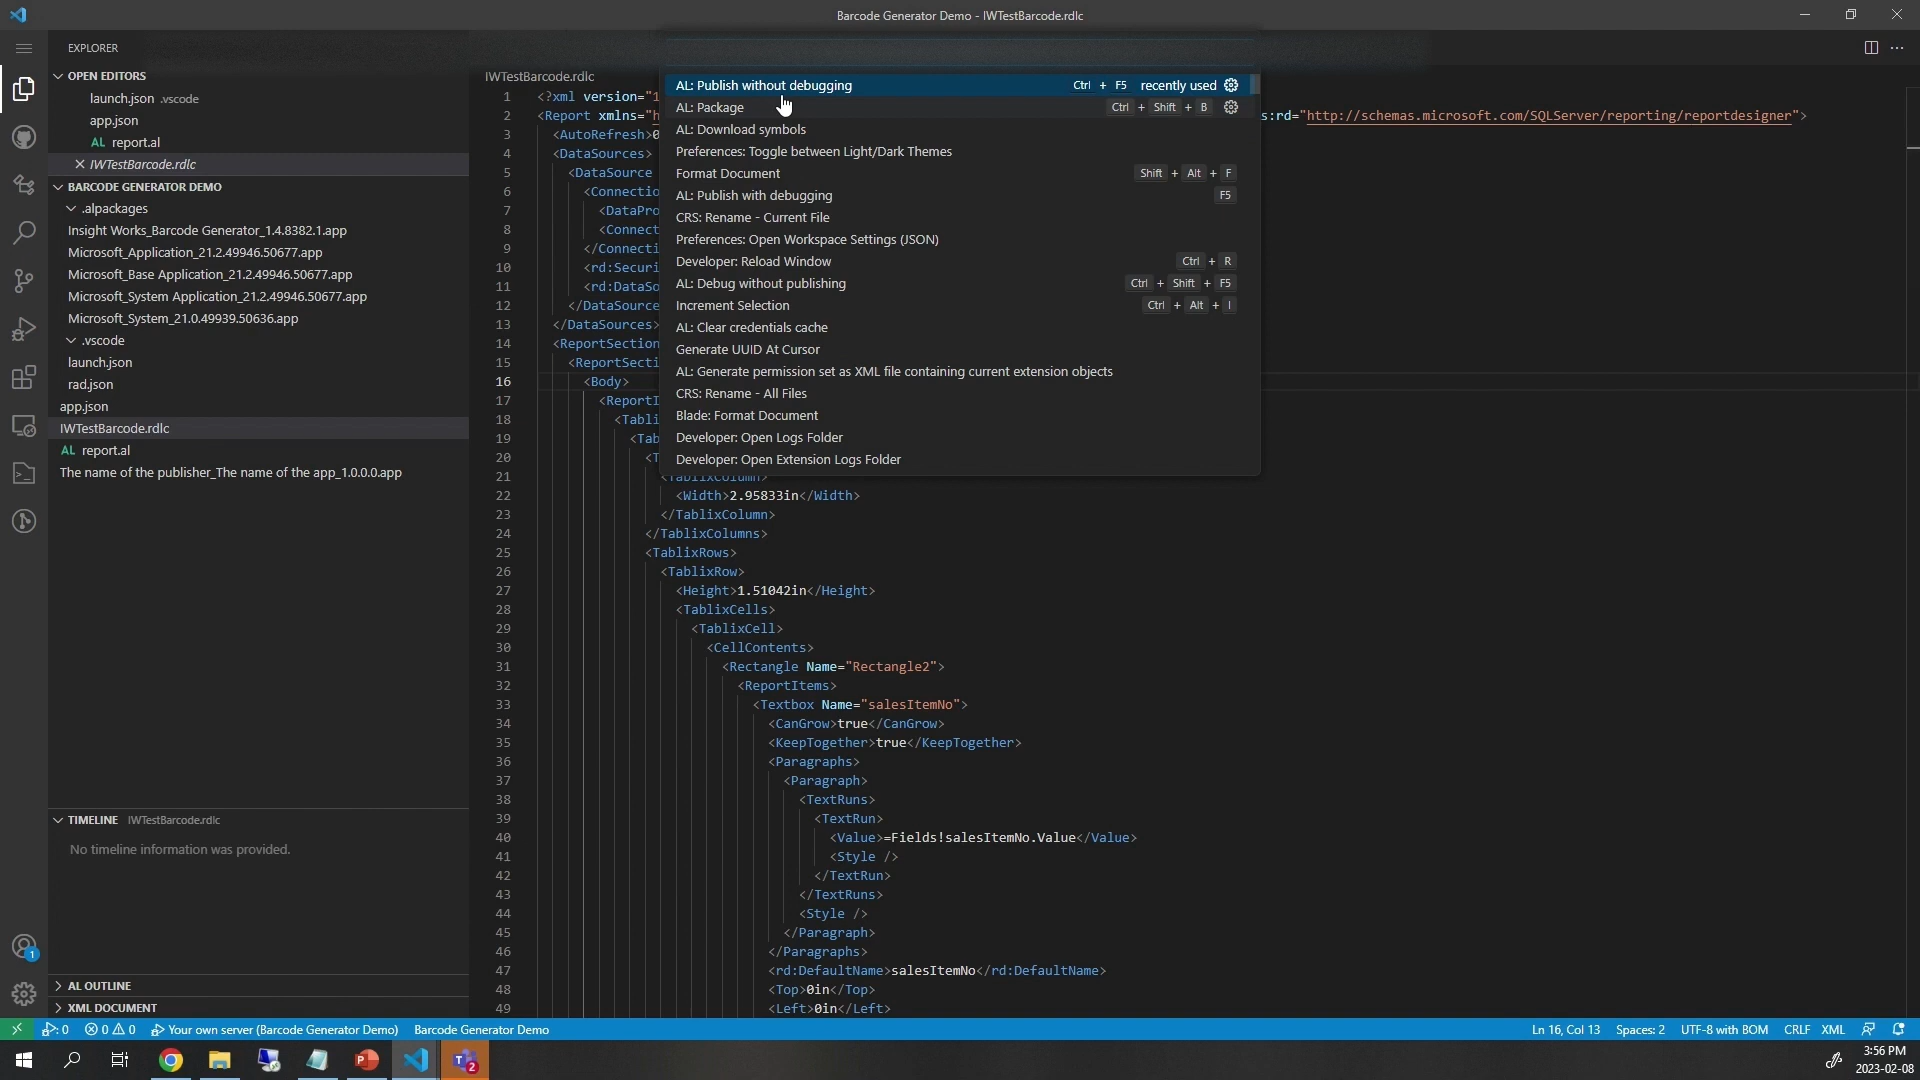 Barcode Generator Demo - IWTestBarcode.rdlc
EXPLORER
OPEN EDITORS
launch.json .vscode
app.json
AL report.al
IWTestBarcode.rdlc
BARCODE GENERATOR DEMO
.alpackages
Insight Works_Barcode Generator_1.4.8382.1.app
Microsoft_Application_21.2.49946.50677.app
Microsoft_Base Application_21.2.49946.50677.app
Microsoft_System Application_21.2.49946.50677.app
Microsoft_System_21.0.49939.50636.app
.vscode
launch.json
rad.json
app.json
IWTestBarcode.rdlc
AL report.al
The name of the publisher_The name of the app_1.0.0.0.app
TIMELINE IWTestBarcode.rdlc
No timeline information was provided.
AL OUTLINE
XML DOCUMENT
IWTestBarcode.rdlc
AL: Publish without debugging Ctrl + F5 recently used
AL: Package Ctrl + Shift + B
AL: Download symbols
Preferences: Toggle between Light/Dark Themes
Format Document Shift + Alt + F
AL: Publish with debugging F5
CRS: Rename - Current File
Preferences: Open Workspace Settings (JSON)
Developer: Reload Window Ctrl + R
AL: Debug without publishing Ctrl + Shift + F5
Increment Selection Ctrl + Alt + I
AL: Clear credentials cache
Generate UUID At Cursor
AL: Generate permission set as XML file containing current extension objects
CRS: Rename - All Files
Blade: Format Document
Developer: Open Logs Folder
Developer: Open Extension Logs Folder
1 <?xml version="1
2 <Report xmlns="h s:rd="http://schemas.microsoft.com/SQLServer/reporting/reportdesigner">
3 <AutoRefresh>0
4 <DataSources>
5 <DataSource
6 <Connectio
7 <DataPro
8 <Connect
9 </Connecti
10 <rd:Securi
11 <rd:DataSo
12 </DataSource
13 </DataSources>
14 <ReportSection
15 <ReportSecti
16 <Body>
17 <ReportI
18 <Tabli
19 <Tab
20 <T
21 <TablixColumn>
22 <Width>2.95833in</Width>
23 </TablixColumn>
24 </TablixColumns>
25 <TablixRows>
26 <TablixRow>
27 <Height>1.51042in</Height>
28 <TablixCells>
29 <TablixCell>
30 <CellContents>
31 <Rectangle Name="Rectangle2">
32 <ReportItems>
33 <Textbox Name="salesItemNo">
34 <CanGrow>true</CanGrow>
35 <KeepTogether>true</KeepTogether>
36 <Paragraphs>
37 <Paragraph>
38 <TextRuns>
39 <TextRun>
40 <Value>=Fields!salesItemNo.Value</Value>
41 <Style />
42 </TextRun>
43 </TextRuns>
44 <Style />
45 </Paragraph>
46 </Paragraphs>
47 <rd:DefaultName>salesItemNo</rd:DefaultName>
48 <Top>0in</Top>
49 <Left>0in</Left>
1
0 0 0 Your own server (Barcode Generator Demo) Barcode Generator Demo Ln 16, Col 13 Spaces: 2 UTF-8 with BOM CRLF XML
2
3:56 PM
2023-02-08